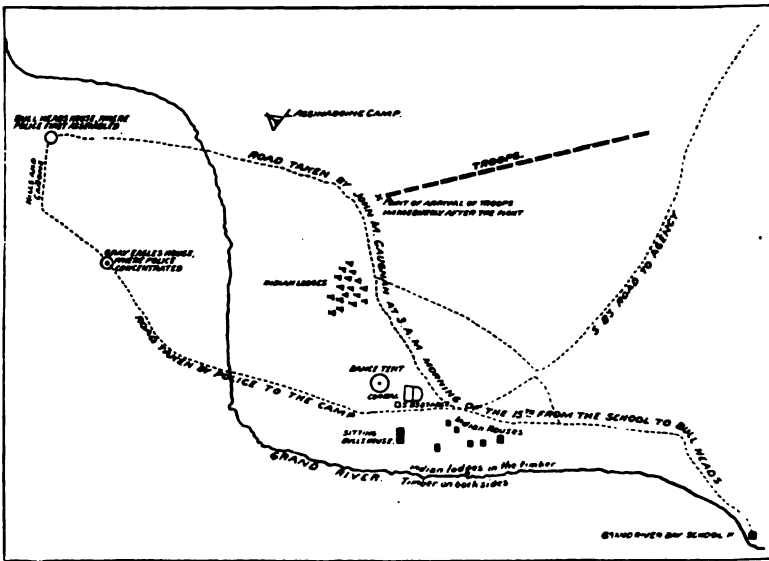 BULL HEADS HOUSE, WHERE
POLICE FIRST ASSEMBLED
ASSINABOINE CAMP.
ROAD TAKEN BY JOHN M. GAUGHAN AT 5 A.M. MORNING OF THE 15TH FROM THE SCHOOL TO BULL HEADS
TROOPS.
X
POINT OF ARRIVAL OF TROOPS
IMMEDIATELY AFTER THE FIGHT
HILLS AND
GRAY EAGLES HOUSE,
WHERE POLICE
CONCENTRATED
INDIAN LODGES
S BS ROAD TO AGENCY
ROAD TAKEN BY POLICE TO THE CAMP
DANCE TENT
CORRAL
SITTING
BULLS HOUSE.
Indian Houses
GRAND RIVER.
Indian lodges in the timber
Timber on both sides
GRAND RIVER DAY SCHOOL